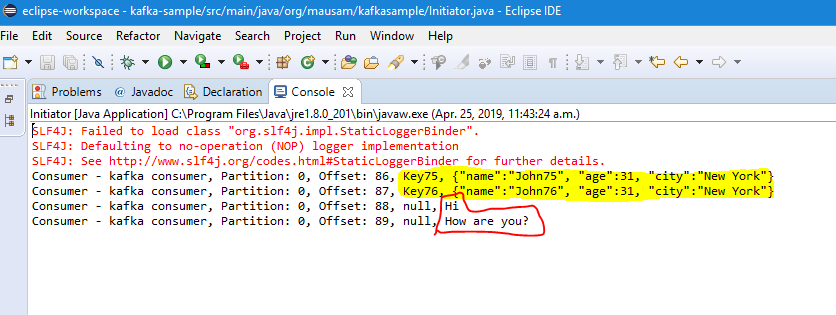 eclipse-workspace - kafka-sample/src/main/java/org/mausam/kafkasample/Initiator.java - Eclipse IDE
File Edit Source Refactor Navigate Search Project Run Window Help
Problems @ Javadoc Declaration Console
Initiator [Java Application] C:\Program Files\Java\jre1.8.0_201\bin\javaw.exe (Apr. 25, 2019, 11:43:24 a.m.)
SLF4J: Failed to load class "org.slf4j.impl.StaticLoggerBinder".
SLF4J: Defaulting to no-operation (NOP) logger implementation
SLF4J: See http://www.slf4j.org/codes.html#StaticLoggerBinder for further details.
Consumer - kafka consumer, Partition: 0, Offset: 86, Key75, {"name":"John75", "age":31, "city":"New York"}
Consumer - kafka consumer, Partition: 0, Offset: 87, Key76, {"name":"John76", "age":31, "city":"New York"}
Consumer - kafka consumer, Partition: 0, Offset: 88, null, Hi
Consumer - kafka consumer, Partition: 0, Offset: 89, null, How are you?